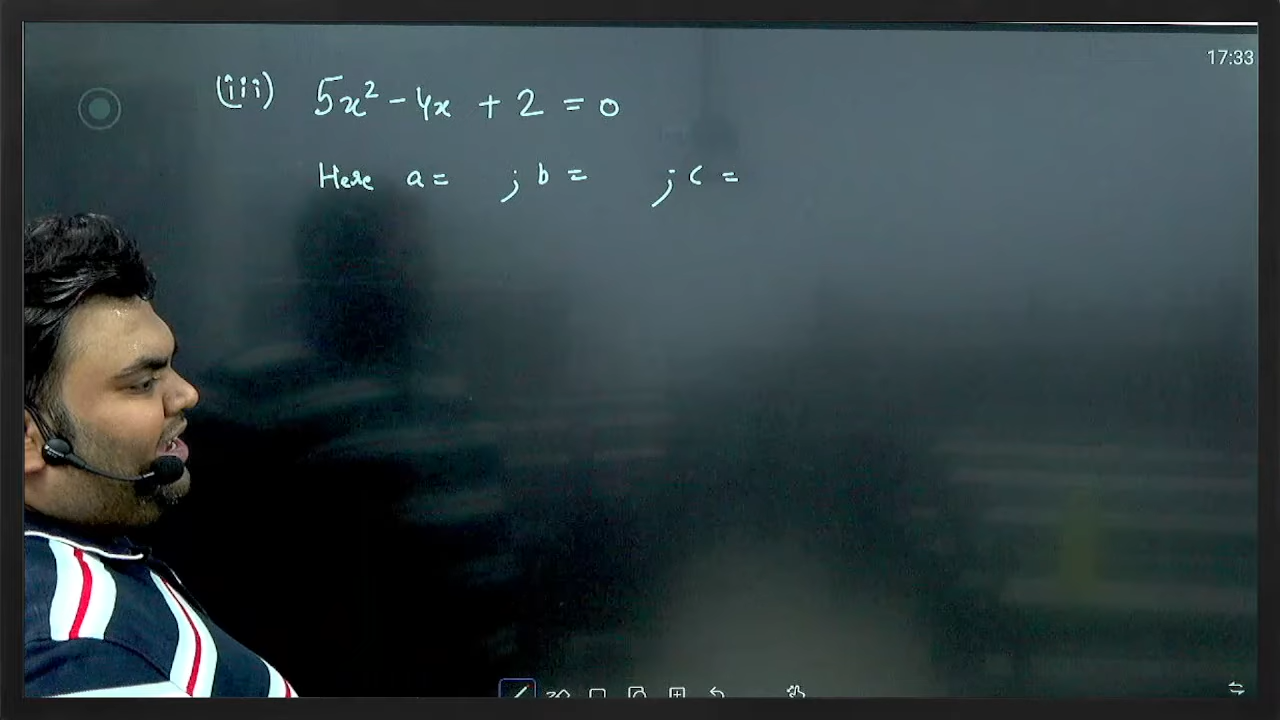 17:33
(iii) 5x² - 4x + 2 = 0
Here a = ; b = ; c =